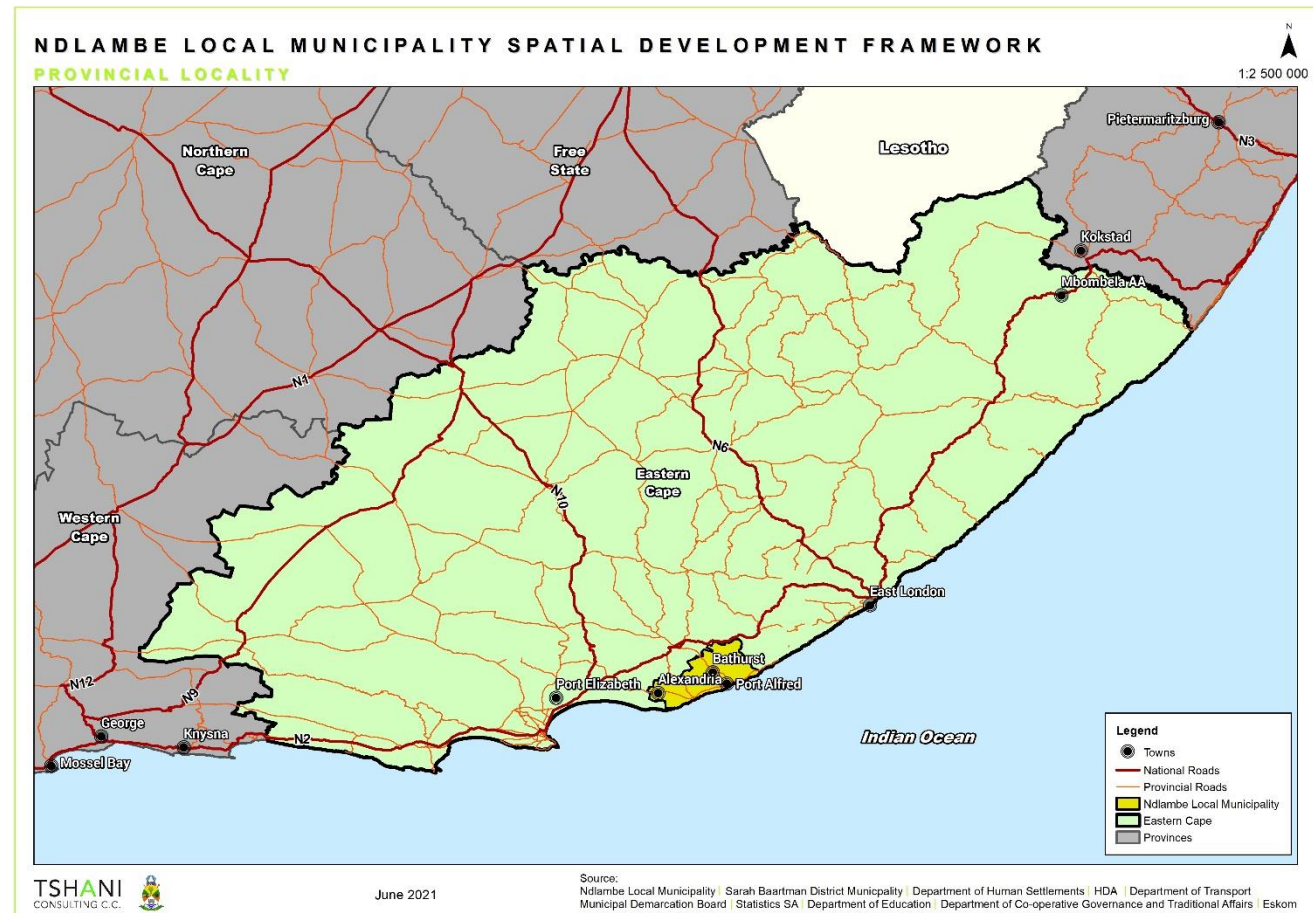 NDLAMBE LOCAL MUNICIPALITY SPATIAL DEVELOPMENT FRAMEWORK
PROVINCIAL LOCALITY
N
1:2 500 000
Pietermaritzburg
N3
Northern
Cape
Free
State
Lesotho
Kokstad
Mbombela AA
N1
N6
Eastern
Cape
N10
Western
Cape
East London
Bathurst
Port Elizabeth
Alexandria
Port Alfred
N12
N9
George
Knysna
N2
Mossel Bay
Indian Ocean
Legend
Towns
National Roads
Provincial Roads
Ndlambe Local Municipality
Eastern Cape
Provinces
TSHANI
CONSULTING C.C.
June 2021
Source:
Ndlambe Local Municipality | Sarah Baartman District Municpality | Department of Human Settlements | HDA | Department of Transport
Municipal Demarcation Board | Statistics SA | Department of Education | Department of Co-operative Governance and Traditional Affairs | Eskom